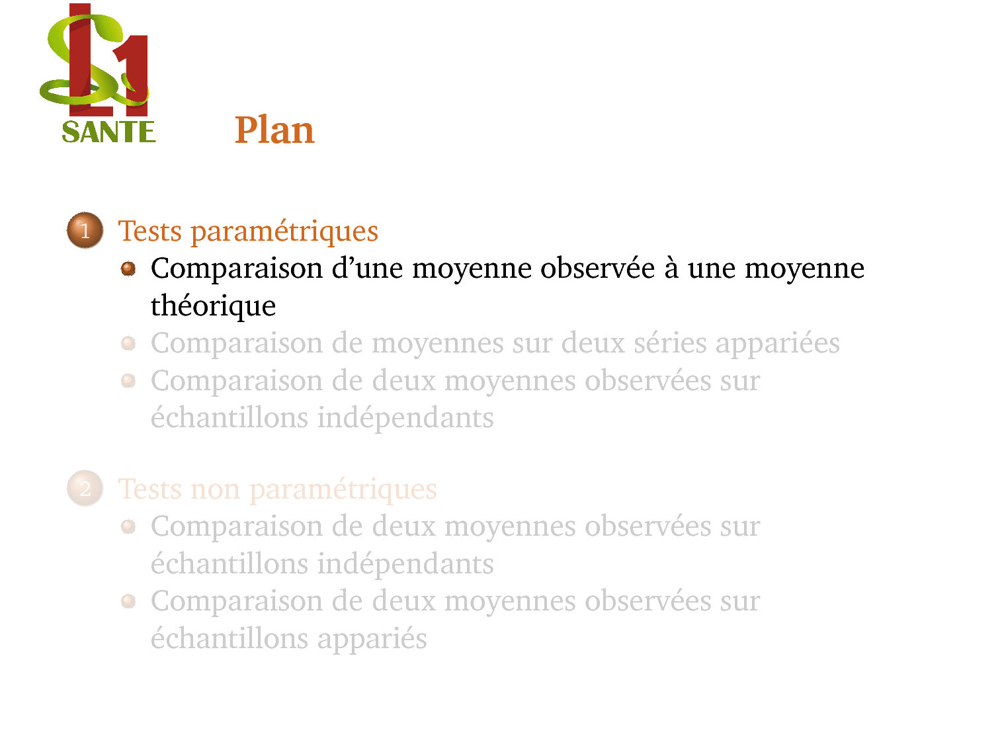 L1
SANTE
Plan
1 Tests paramétriques
Comparaison d’une moyenne observée à une moyenne
théorique
Comparaison de moyennes sur deux séries appariées
Comparaison de deux moyennes observées sur
échantillons indépendants
2 Tests non paramétriques
Comparaison de deux moyennes observées sur
échantillons indépendants
Comparaison de deux moyennes observées sur
échantillons appariés